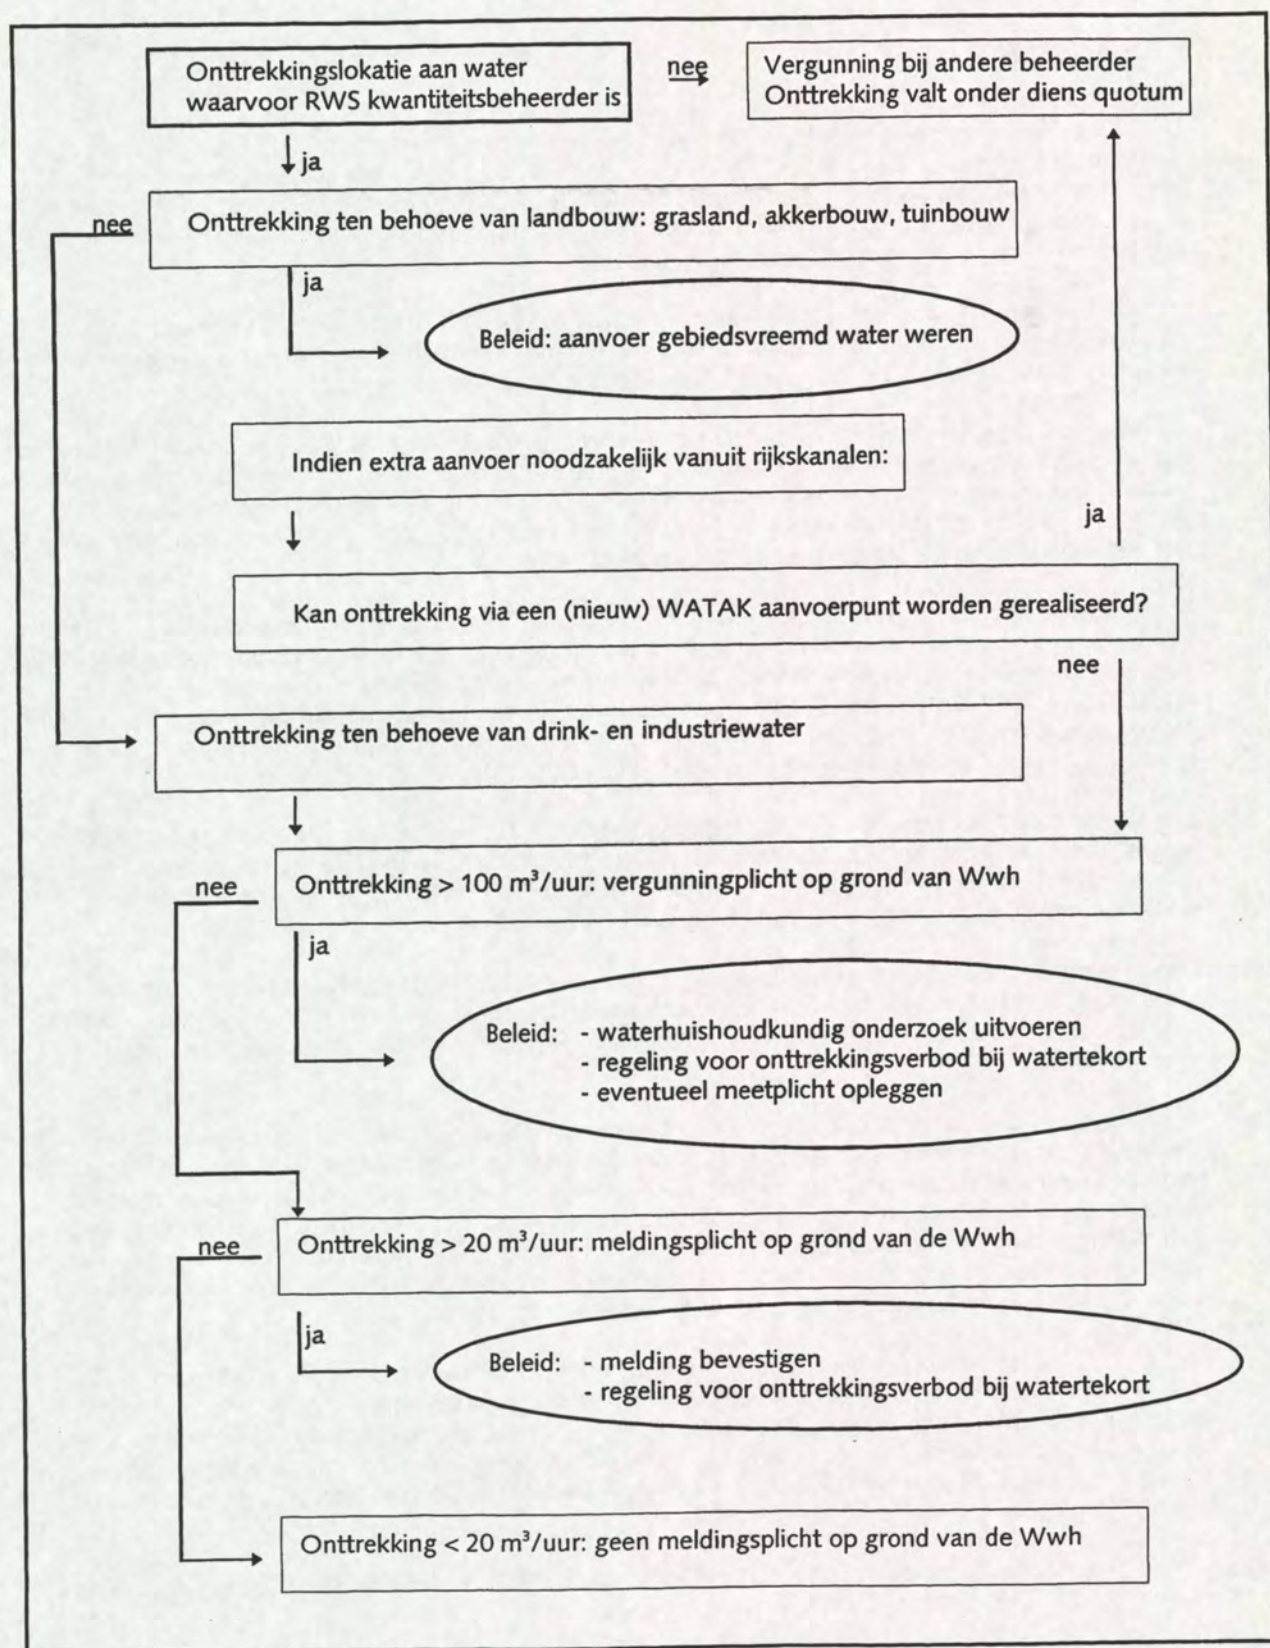 Onttrekkingslokatie aan water
waarvoor RWS kwantiteitsbeheerder is
nee
Vergunning bij andere beheerder
Onttrekking valt onder diens quotum
ja
nee
Onttrekking ten behoeve van landbouw: grasland, akkerbouw, tuinbouw
ja
Beleid: aanvoer gebiedsvreemd water weren
Indien extra aanvoer noodzakelijk vanuit rijkskanalen:
ja
Kan onttrekking via een (nieuw) WATAK aanvoerpunt worden gerealiseerd?
nee
Onttrekking ten behoeve van drink- en industriewater
nee
Onttrekking > 100 m³/uur: vergunningplicht op grond van Wwh
ja
Beleid: - waterhuishoudkundig onderzoek uitvoeren
- regeling voor onttrekkingsverbod bij watertekort
- eventueel meetplicht opleggen
nee
Onttrekking > 20 m³/uur: meldingsplicht op grond van de Wwh
ja
Beleid: - melding bevestigen
- regeling voor onttrekkingsverbod bij watertekort
Onttrekking < 20 m³/uur: geen meldingsplicht op grond van de Wwh